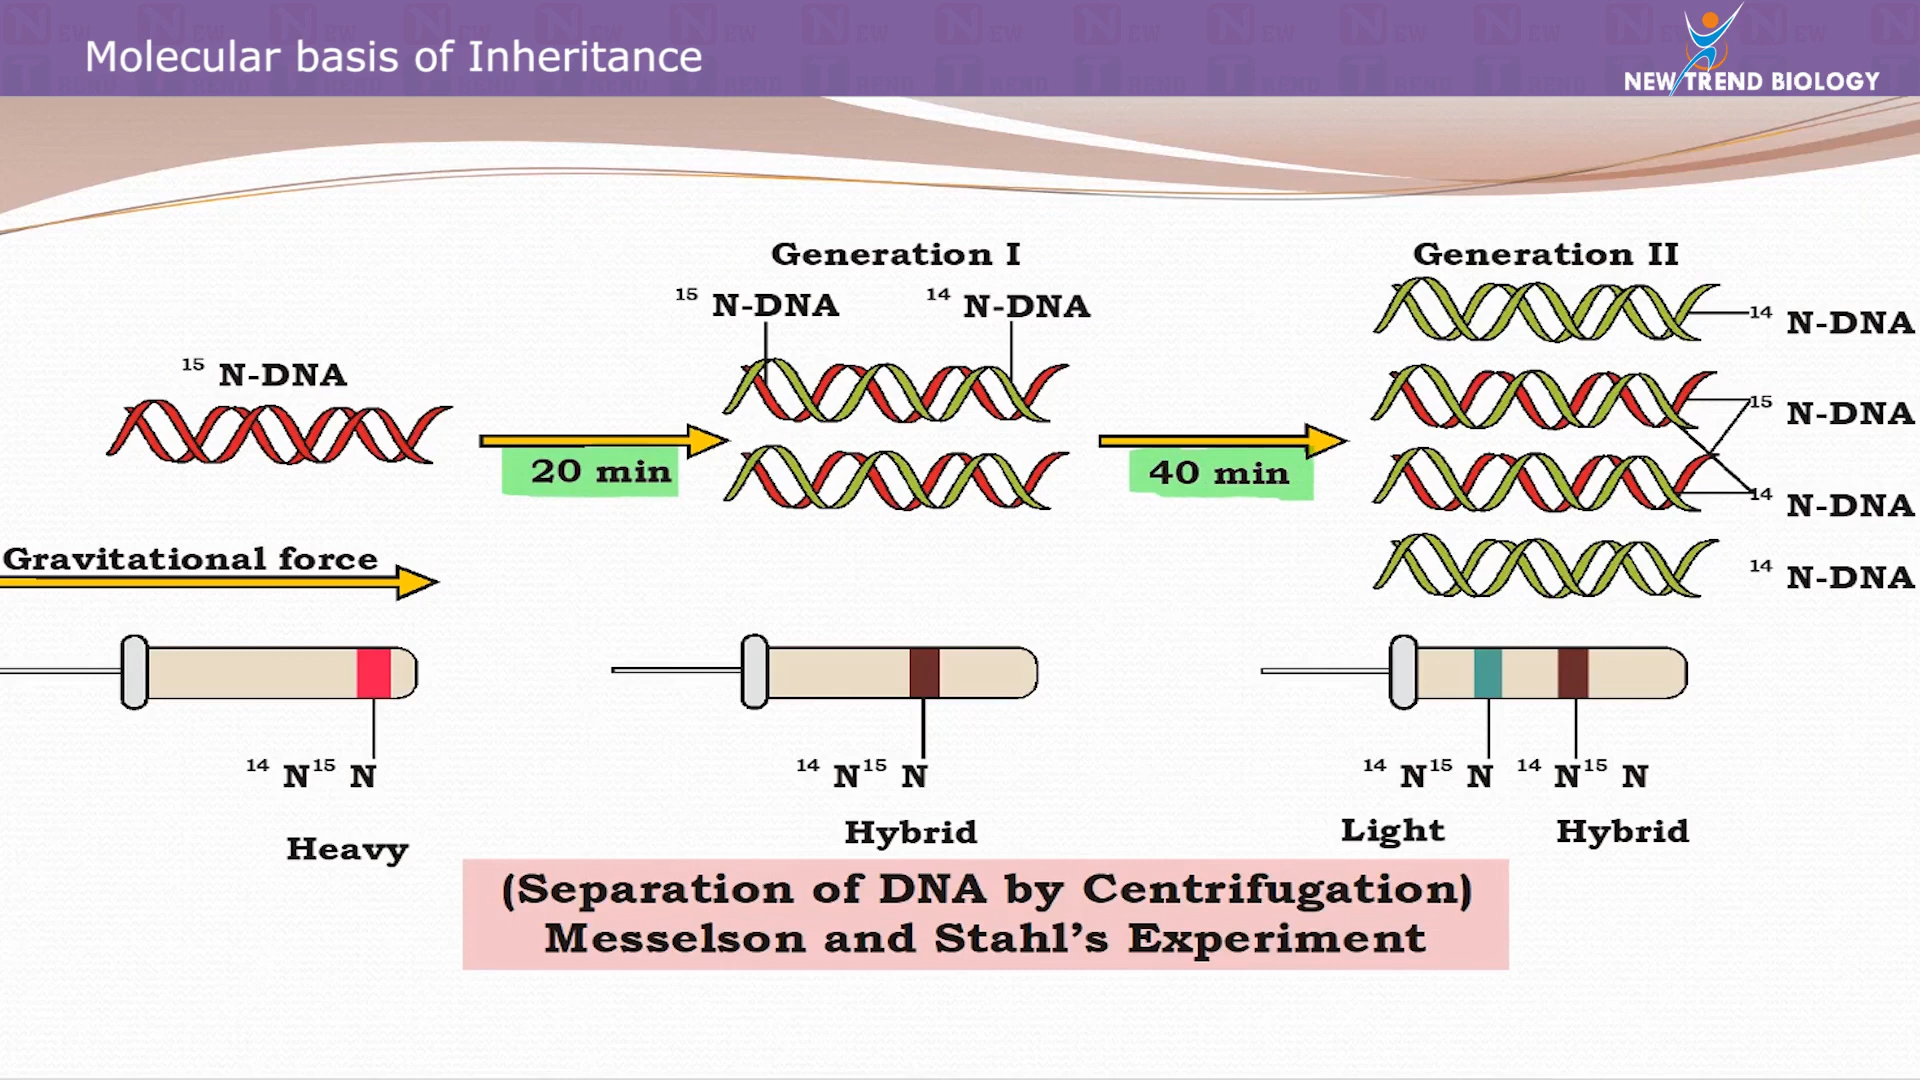 Molecular basis of Inheritance
NEW TREND BIOLOGY
Generation I
Generation II
15 N-DNA
14 N-DNA
14 N-DNA
15 N-DNA
15 N-DNA
20 min
40 min
14 N-DNA
14 N-DNA
Gravitational force
14 N 15 N
14 N 15 N
14 N 15 N
14 N 15 N
Heavy
Hybrid
Light
Hybrid
(Separation of DNA by Centrifugation)
Messelson and Stahl's Experiment